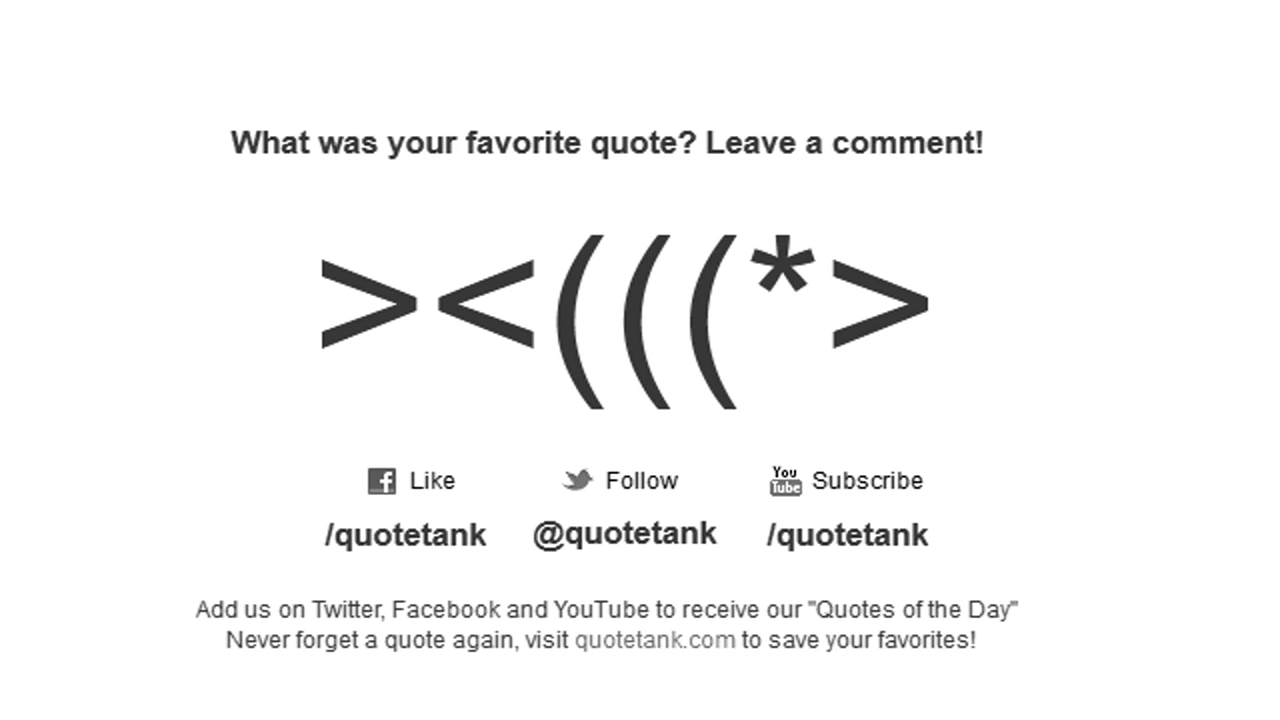 What was your favorite quote? Leave a comment!
><(((*>
f Like Follow You Tube Subscribe
/quotetank @quotetank /quotetank
Add us on Twitter, Facebook and YouTube to receive our "Quotes of the Day"
Never forget a quote again, visit quotetank.com to save your favorites!